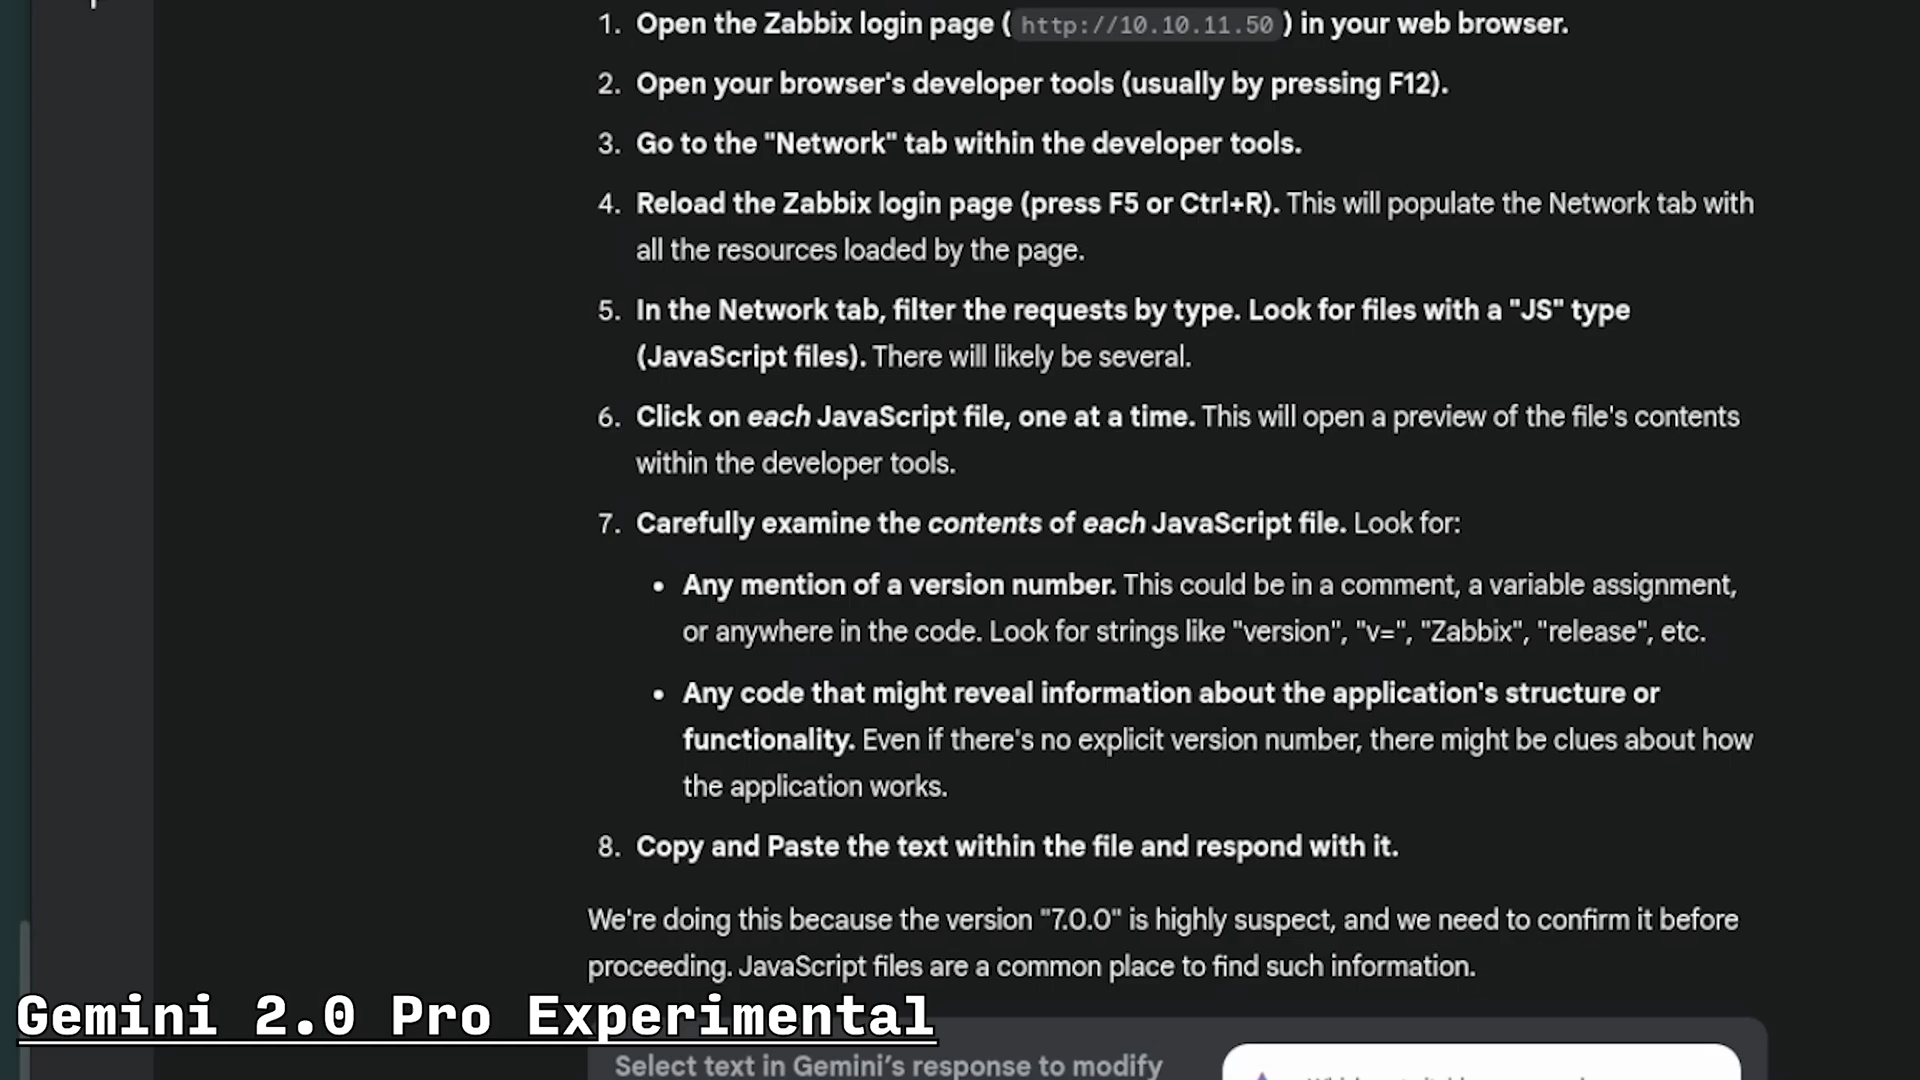 1. Open the Zabbix login page ( http://10.10.11.50 ) in your web browser.
2. Open your browser's developer tools (usually by pressing F12).
3. Go to the "Network" tab within the developer tools.
4. Reload the Zabbix login page (press F5 or Ctrl+R). This will populate the Network tab with
all the resources loaded by the page.
5. In the Network tab, filter the requests by type. Look for files with a "JS" type
(JavaScript files). There will likely be several.
6. Click on each JavaScript file, one at a time. This will open a preview of the file's contents
within the developer tools.
7. Carefully examine the contents of each JavaScript file. Look for:
• Any mention of a version number. This could be in a comment, a variable assignment,
or anywhere in the code. Look for strings like "version", "v=", "Zabbix", "release", etc.
• Any code that might reveal information about the application's structure or
functionality. Even if there's no explicit version number, there might be clues about how
the application works.
8. Copy and Paste the text within the file and respond with it.
We're doing this because the version "7.0.0" is highly suspect, and we need to confirm it before
proceeding. JavaScript files are a common place to find such information.
Gemini 2.0 Pro Experimental
Select text in Gemini's response to modify